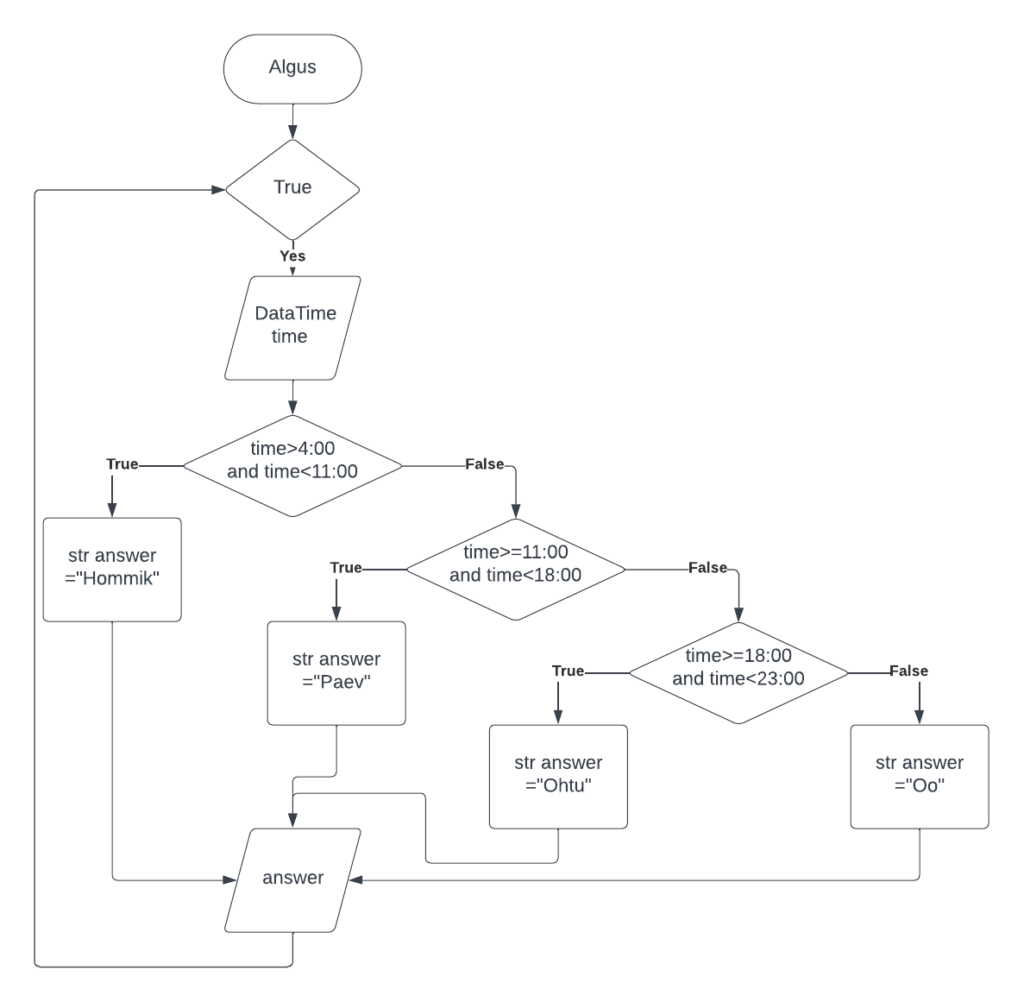 Algus
True
Yes
DataTime
time
time>4:00
and time<11:00
True
False
str answer
="Hommik"
time>=11:00
and time<18:00
True
False
str answer
="Paev"
time>=18:00
and time<23:00
True
False
str answer
="Ohtu"
str answer
="Oo"
answer